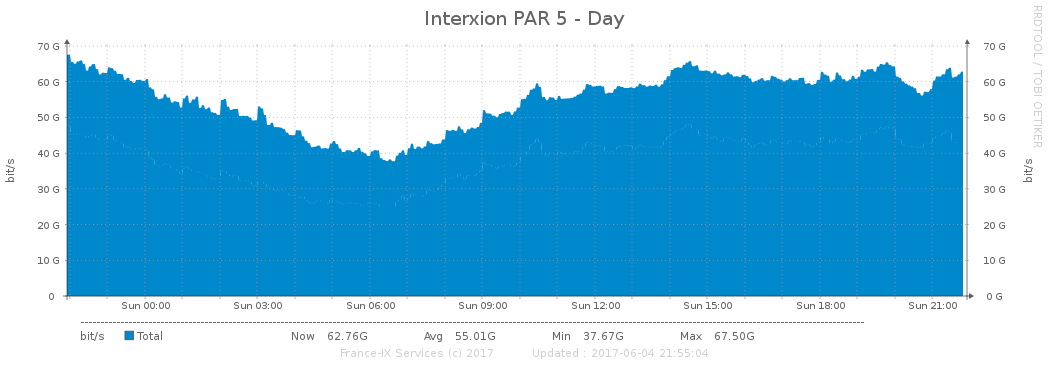 Interxion PAR 5 - Day
RRDTOOL / TOBI OETIKER
70 G 70 G
60 G 60 G
50 G 50 G
40 G 40 G
30 G 30 G
20 G 20 G
10 G 10 G
0 0 G
bit/s bit/s
Sun 00:00 Sun 03:00 Sun 06:00 Sun 09:00 Sun 12:00 Sun 15:00 Sun 18:00 Sun 21:00
bit/s Total Now 62.76G Avg 55.01G Min 37.67G Max 67.50G
France-IX Services (c) 2017 Updated : 2017-06-04 21:55:04